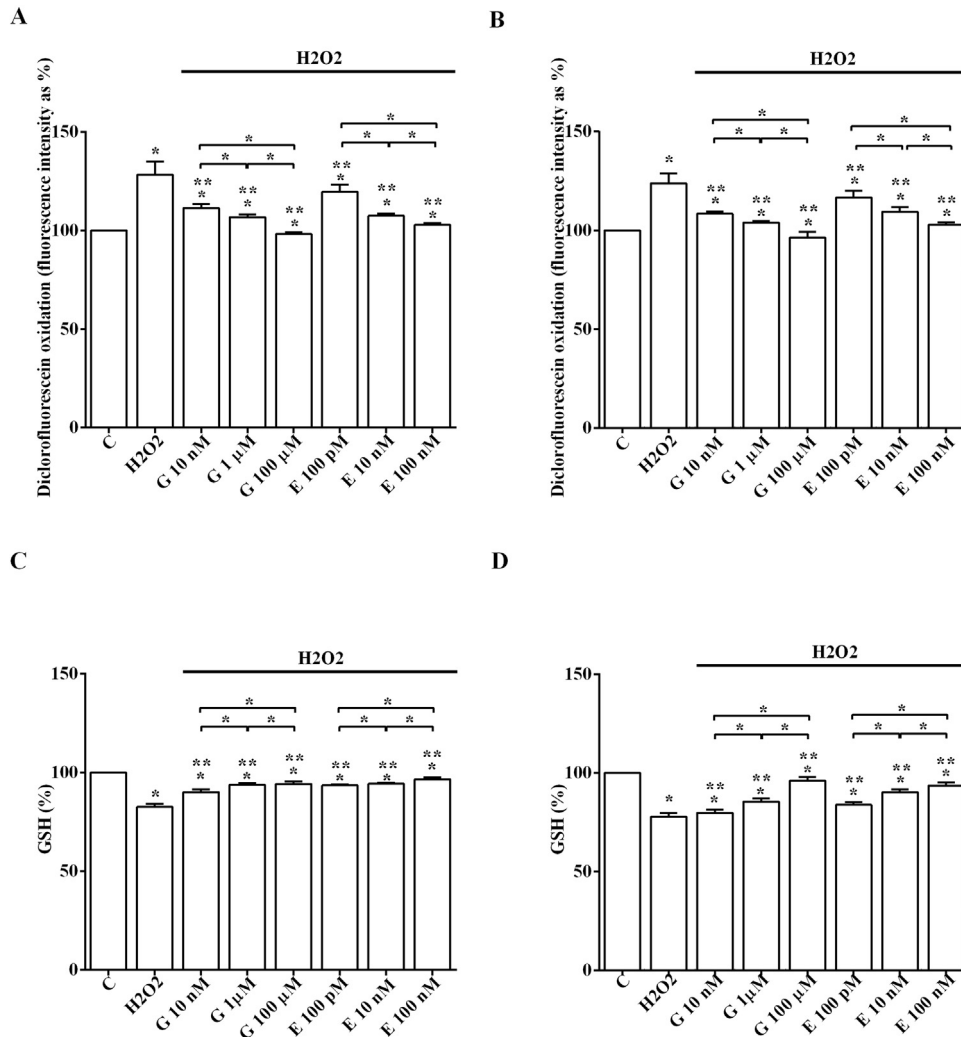 A
H2O2
Diclorofluorescein oxidation (fluorescence intensity as %)
150
100
50
0
*
*
*
*
*
*
*
**
*
**
*
**
*
**
*
**
*
**
*
C
H2O2
G 10 nM
G 1 µM
G 100 µM
E 100 pM
E 10 nM
E 100 nM
B
H2O2
Diclorofluorescein oxidation (fluorescence intensity as %)
150
100
50
0
*
*
*
*
*
*
*
**
*
**
*
**
*
**
*
**
*
**
*
C
H2O2
G 10 nM
G 1 µM
G 100 µM
E 100 pM
E 10 nM
E 100 nM
C
H2O2
GSH (%)
150
100
50
0
*
*
*
*
*
*
*
**
*
**
*
**
*
**
*
**
*
**
*
C
H2O2
G 10 nM
G 1µM
G 100 µM
E 100 pM
E 10 nM
E 100 nM
D
H2O2
GSH (%)
150
100
50
0
*
*
*
*
*
*
*
**
*
**
*
**
*
**
*
**
*
**
*
C
H2O2
G 10 nM
G 1µM
G 100 µM
E 100 pM
E 10 nM
E 100 nM